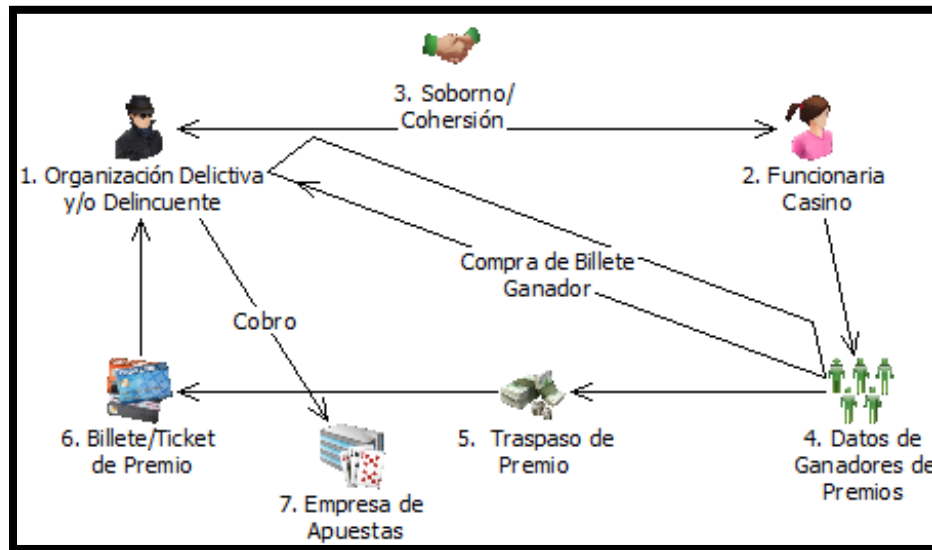 3. Soborno/
Cohersión
1. Organización Delictiva
y/o Delincuente
2. Funcionaria
Casino
Compra de Billete
Ganador
Cobro
6. Billete/Ticket
de Premio
5. Traspaso de
Premio
4. Datos de
Ganadores de
Premios
7. Empresa de
Apuestas